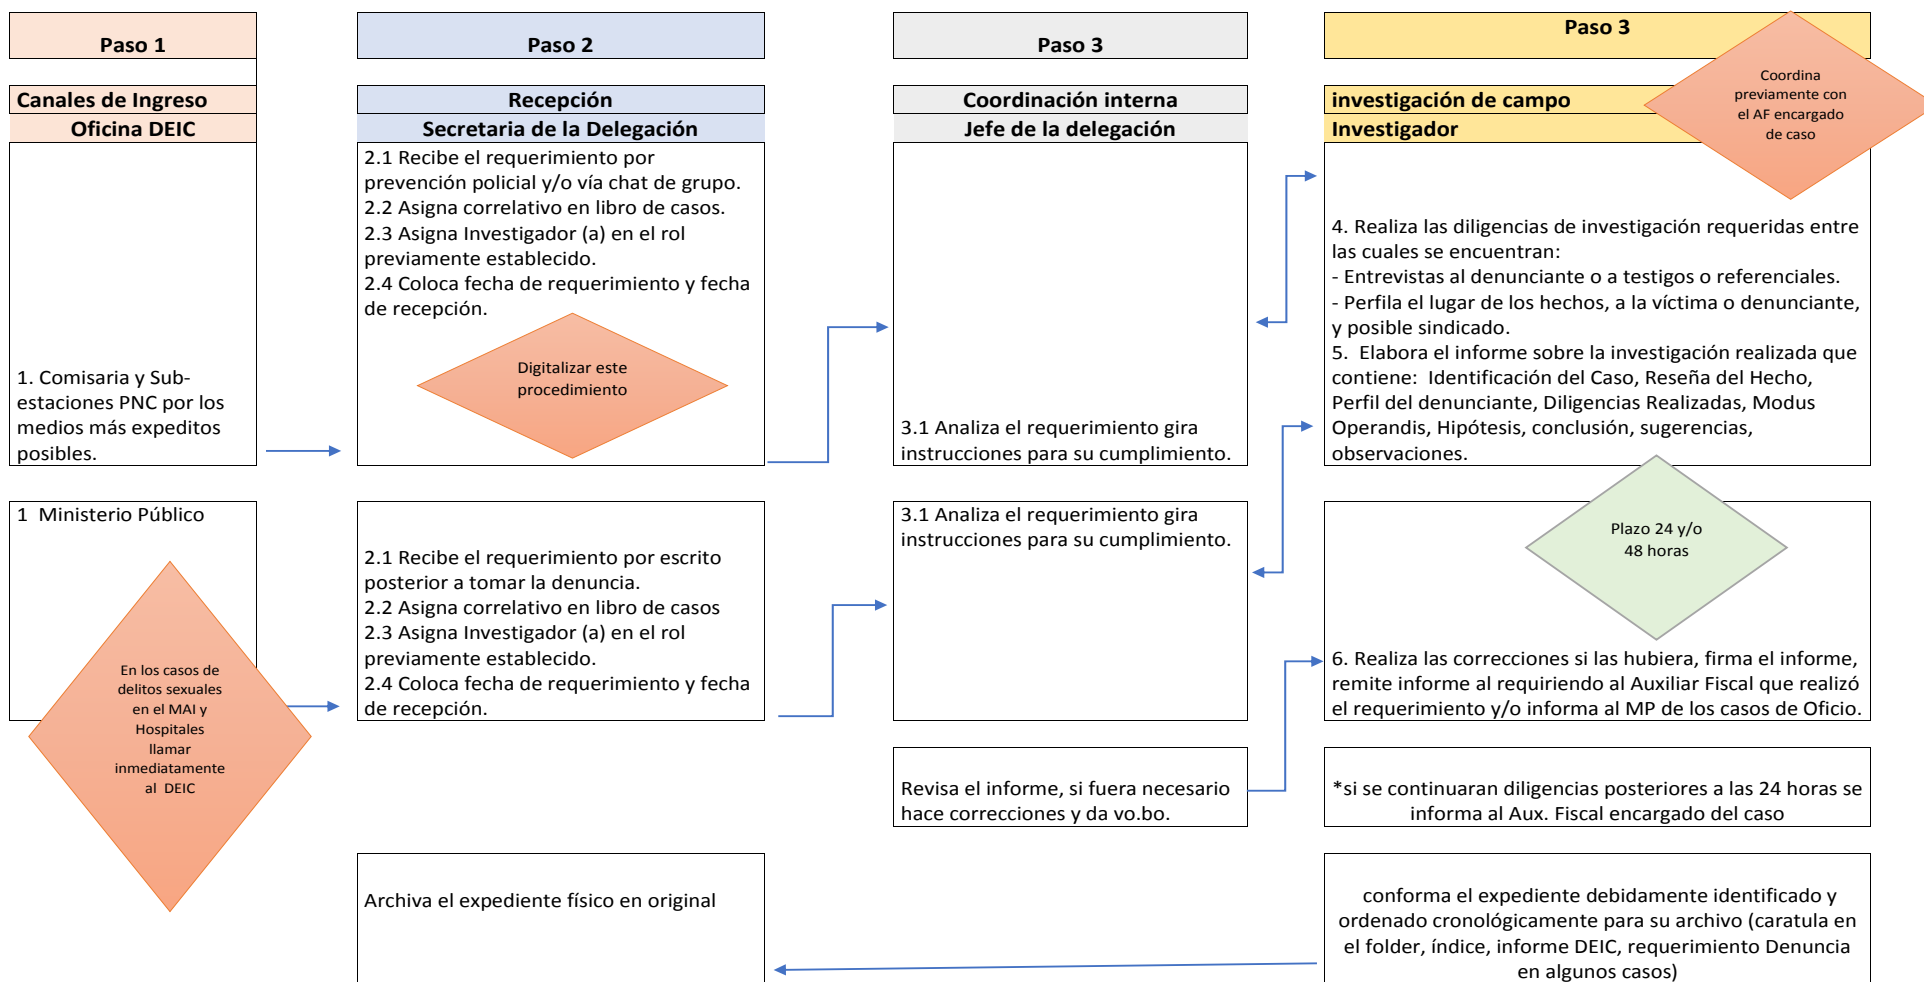 Paso 1
Paso 2
Paso 3
Paso 3
Canales de Ingreso
Oficina DEIC
Recepción
Secretaria de la Delegación
Coordinación interna
Jefe de la delegación
investigación de campo
Investigador
Coordina
previamente con
el AF encargado
de caso
1. Comisaria y Sub-
estaciones PNC por los
medios más expeditos
posibles.
2.1 Recibe el requerimiento por
prevención policial y/o vía chat de grupo.
2.2 Asigna correlativo en libro de casos.
2.3 Asigna Investigador (a) en el rol
previamente establecido.
2.4 Coloca fecha de requerimiento y fecha
de recepción.
Digitalizar este
procedimiento
3.1 Analiza el requerimiento gira
instrucciones para su cumplimiento.
4. Realiza las diligencias de investigación requeridas entre
las cuales se encuentran:
- Entrevistas al denunciante o a testigos o referenciales.
- Perfila el lugar de los hechos, a la víctima o denunciante,
y posible sindicado.
5.  Elabora el informe sobre la investigación realizada que
contiene:  Identificación del Caso, Reseña del Hecho,
Perfil del denunciante, Diligencias Realizadas, Modus
Operandis, Hipótesis, conclusión, sugerencias,
observaciones.
1  Ministerio Público
En los casos de
delitos sexuales
en el MAI y
Hospitales
llamar
inmediatamente
al  DEIC
2.1 Recibe el requerimiento por escrito
posterior a tomar la denuncia.
2.2 Asigna correlativo en libro de casos
2.3 Asigna Investigador (a) en el rol
previamente establecido.
2.4 Coloca fecha de requerimiento y fecha
de recepción.
3.1 Analiza el requerimiento gira
instrucciones para su cumplimiento.
Plazo 24 y/o
48 horas
6. Realiza las correcciones si las hubiera, firma el informe,
remite informe al requiriendo al Auxiliar Fiscal que realizó
el requerimiento y/o informa al MP de los casos de Oficio.
Revisa el informe, si fuera necesario
hace correcciones y da vo.bo.
*si se continuaran diligencias posteriores a las 24 horas se
informa al Aux. Fiscal encargado del caso
Archiva el expediente físico en original
conforma el expediente debidamente identificado y
ordenado cronológicamente para su archivo (caratula en
el folder, índice, informe DEIC, requerimiento Denuncia
en algunos casos)